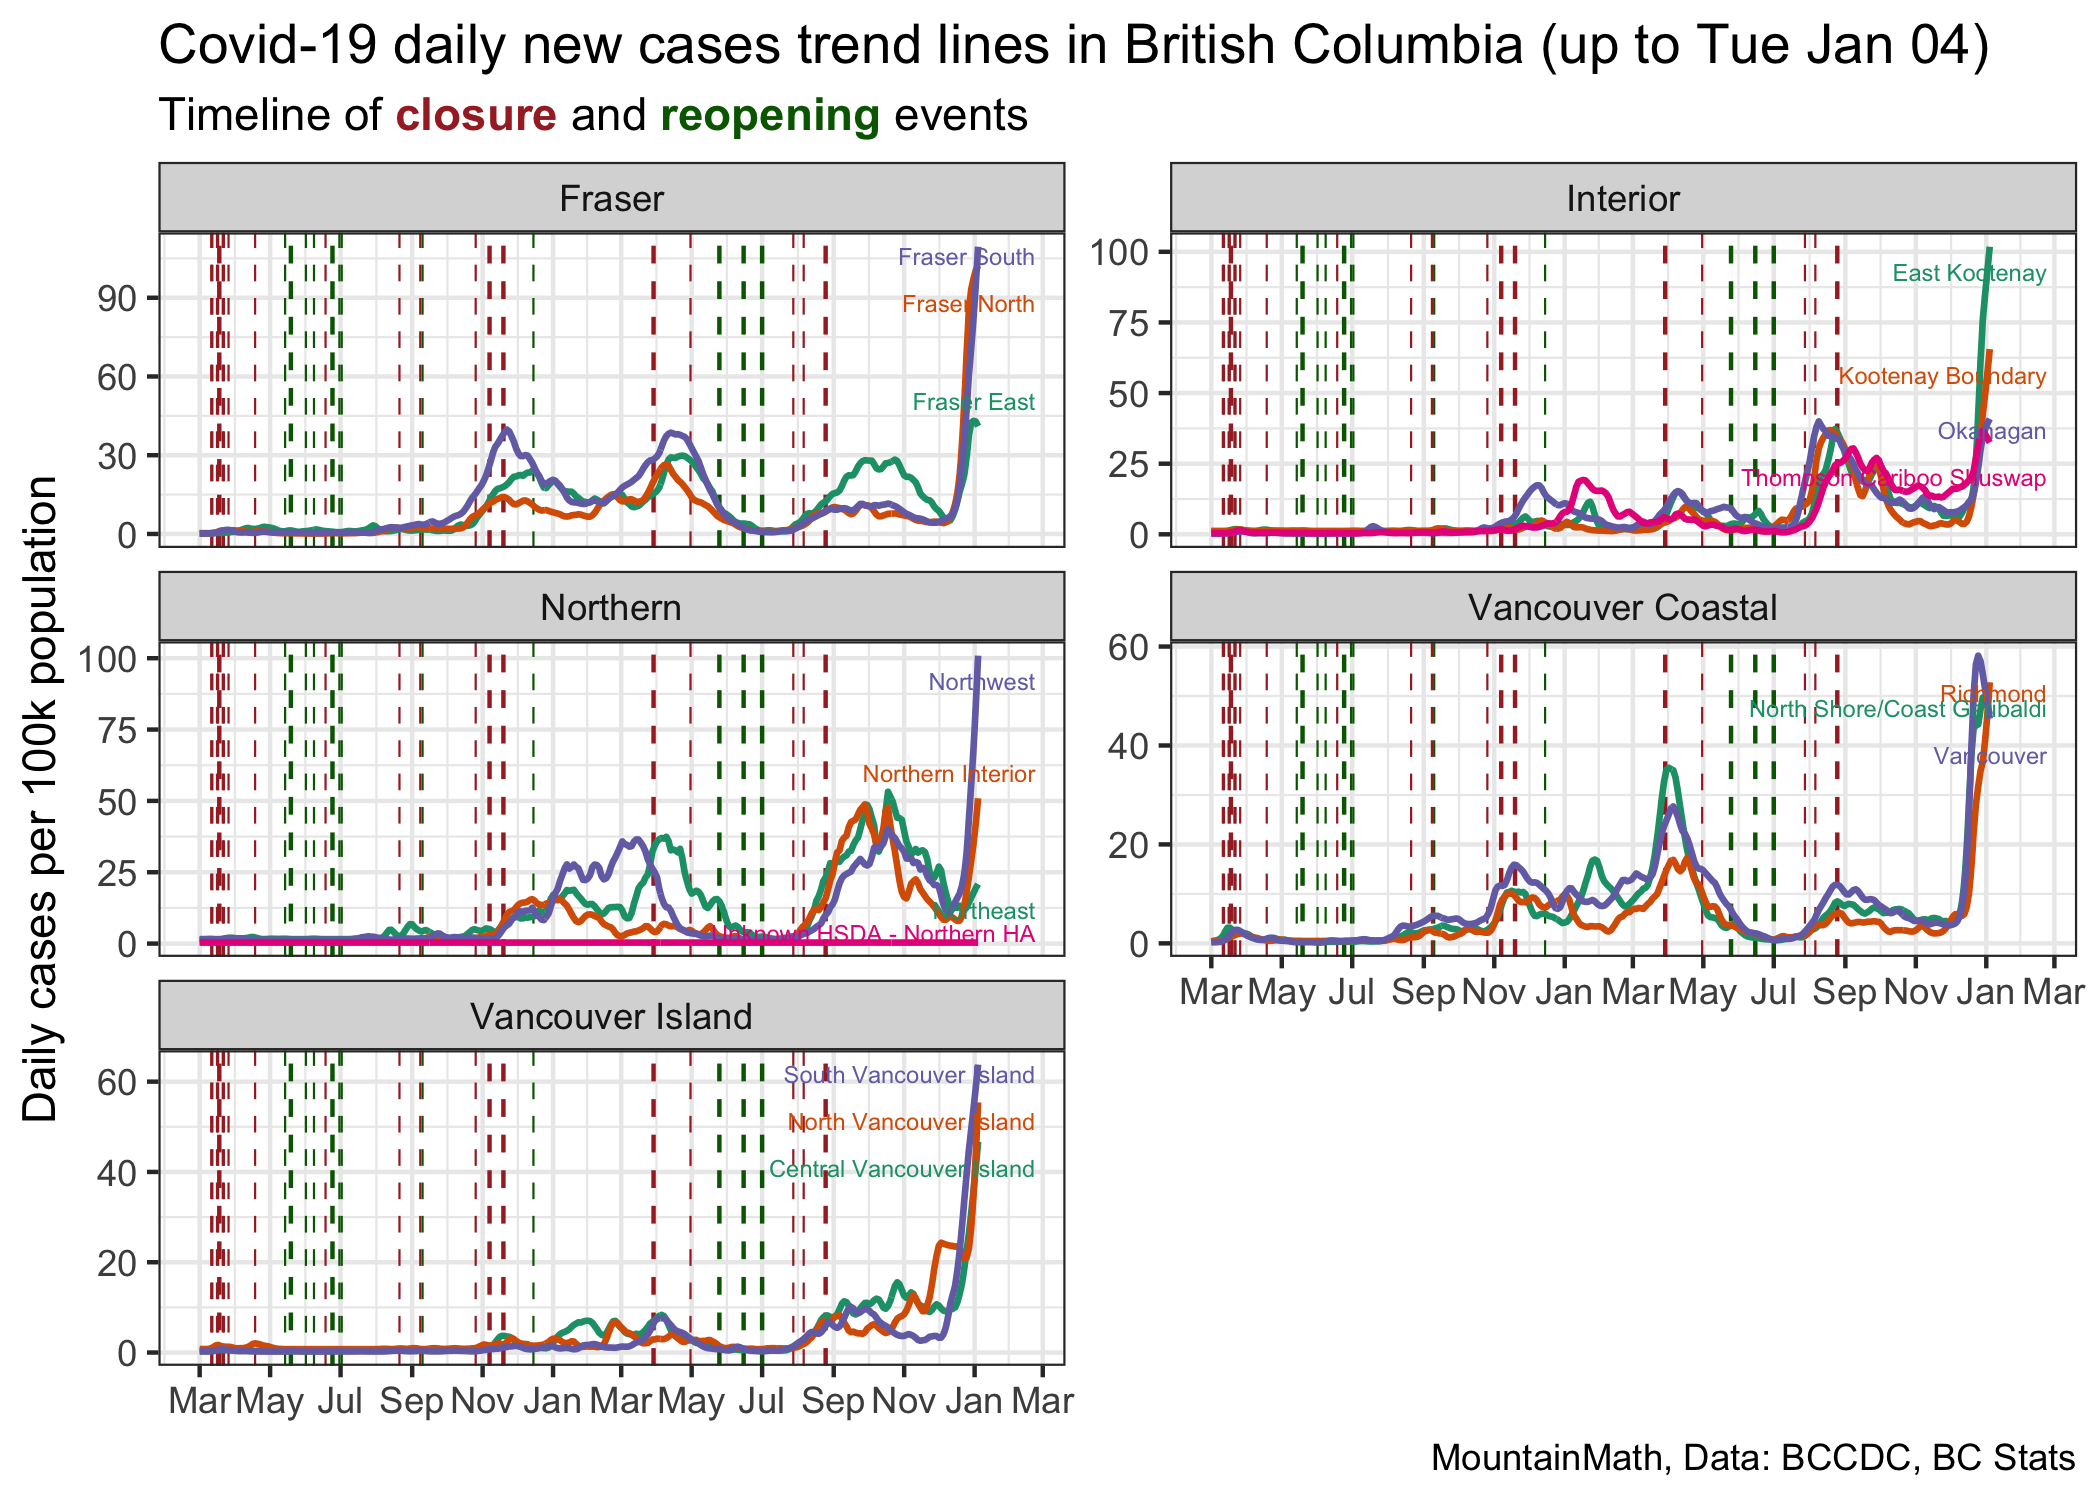 Covid-19 daily new cases trend lines in British Columbia (up to Tue Jan 04)
Timeline of closure and reopening events
Daily cases per 100k population
Fraser
90
60
30
0
Fraser South
Fraser North
Fraser East
Interior
100
75
50
25
0
East Kootenay
Kootenay Boundary
Okanagan
Thompson Cariboo Shuswap
Northern
100
75
50
25
0
Northwest
Northern Interior
Northeast
Unknown HSDA - Northern HA
Vancouver Coastal
60
40
20
0
Richmond
North Shore/Coast Garibaldi
Vancouver
Mar May Jul Sep Nov Jan Mar May Jul Sep Nov Jan Mar
Vancouver Island
60
40
20
0
South Vancouver Island
North Vancouver Island
Central Vancouver Island
Mar May Jul Sep Nov Jan Mar May Jul Sep Nov Jan Mar
MountainMath, Data: BCCDC, BC Stats